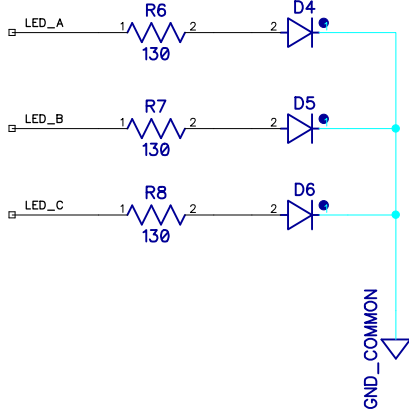 R6
D4
LED_A
1
2
2
130
R7
D5
LED_B
1
2
2
130
R8
D6
LED_C
1
2
2
130
GND_COMMON